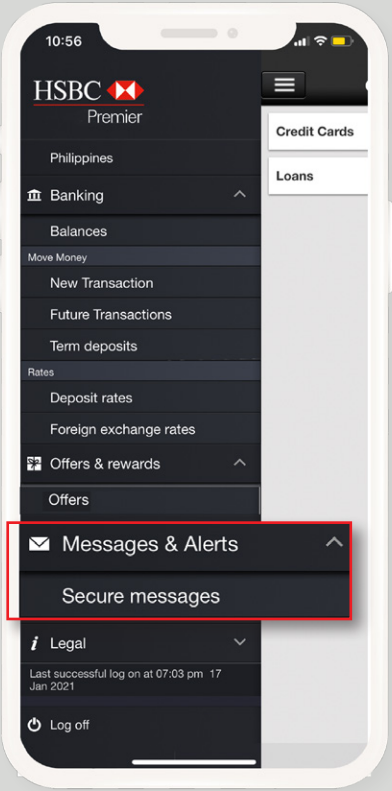 10:56
HSBC
Premier
Philippines
Banking
Balances
Move Money
New Transaction
Future Transactions
Term deposits
Rates
Deposit rates
Foreign exchange rates
Offers & rewards
Offers
Messages & Alerts
Secure messages
i Legal
Last successful log on at 07:03 pm 17
Jan 2021
Log off
Credit Cards
Loans